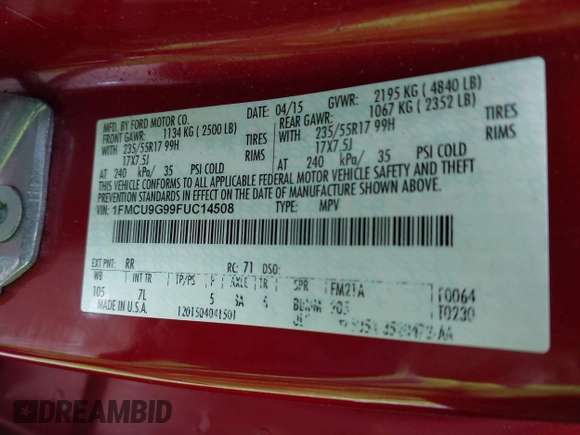 MFD. BY FORD MOTOR CO.
DATE: 04/15
GVWR: 2195 KG ( 4840 LB)
FRONT GAWR: 1134 KG ( 2500 LB)
REAR GAWR: 1067 KG ( 2352 LB)
WITH 235/55R17 99H TIRES
WITH 235/55R17 99H TIRES
17X7.5J RIMS
17X7.5J RIMS
AT 240 kPa/ 35 PSI COLD
AT 240 kPa/ 35 PSI COLD
THIS VEHICLE CONFORMS TO ALL APPLICABLE FEDERAL MOTOR VEHICLE SAFETY AND THEFT
PREVENTION STANDARDS IN EFFECT ON THE DATE OF MANUFACTURE SHOWN ABOVE.
VIN: 1FMCU9G99FUC14508
TYPE: MPV
EXT PNT: RR RC: 71 DSO:
WB INT TR TP/PS AXLE TR SPR FM21A T0064
105 7L 5 T0230
MADE IN U.S.A.
1201504041501
DREAMBID